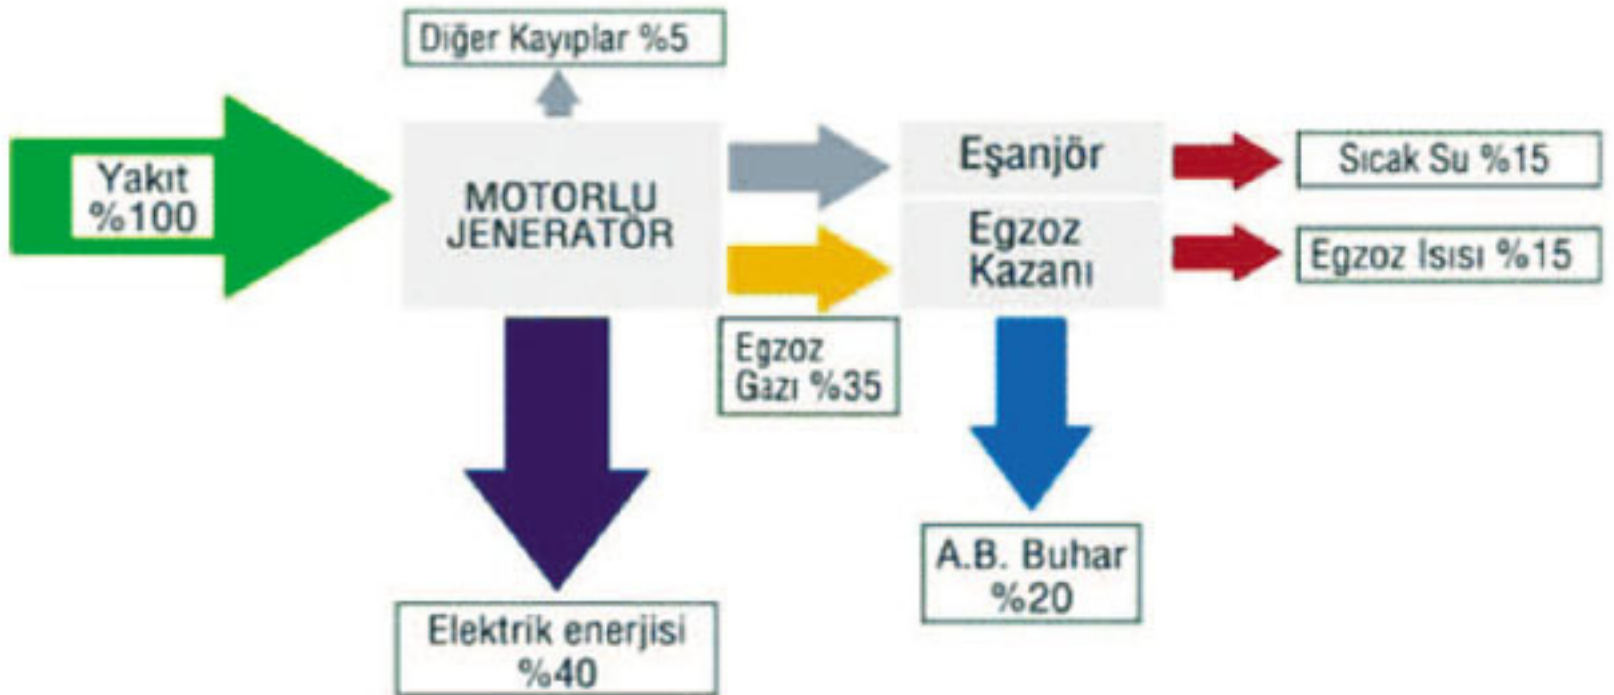 Diğer Kayıplar %5
Yakıt
%100
MOTORLU
JENERATÖR
Eşanjör
Sıcak Su %15
Egzoz
Kazanı
Egzoz Isısı %15
Egzoz
Gazı %35
A.B. Buhar
%20
Elektrik enerjisi
%40